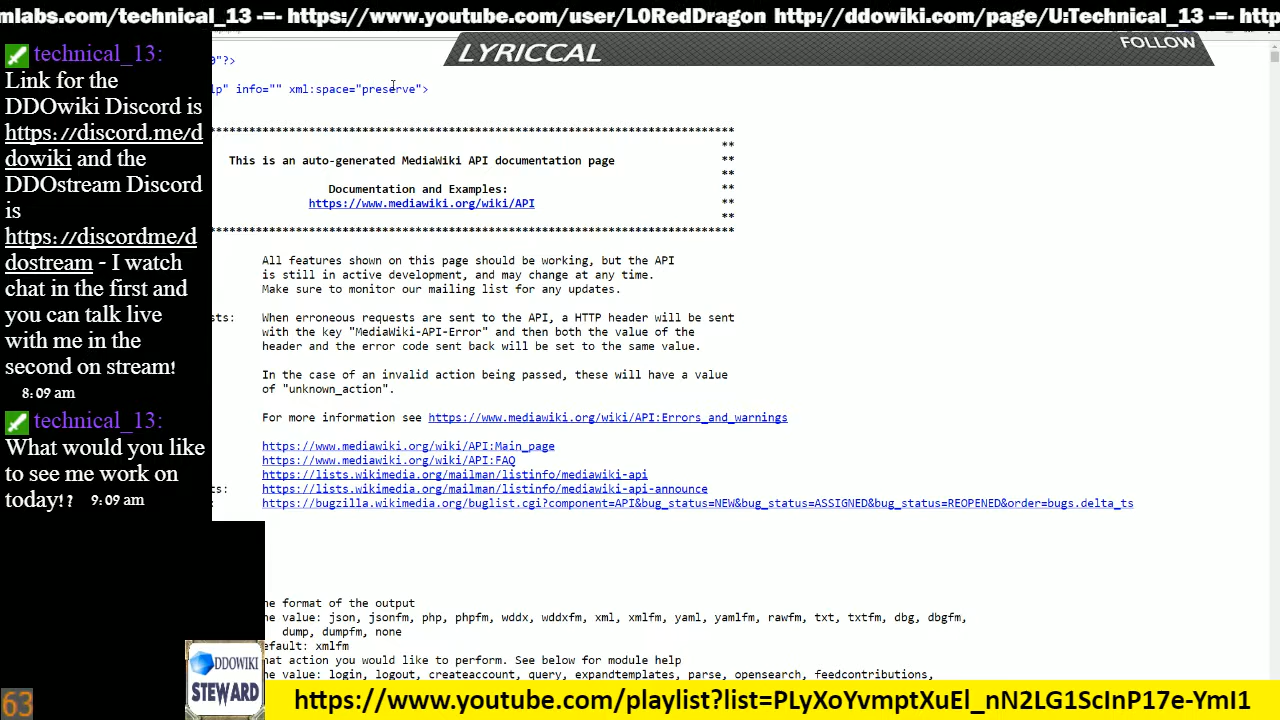 mlabs.com/technical_13 -=- https://www.youtube.com/user/L0RedDragon http://ddowiki.com/page/U:Technical_13 -=- http
LYRICCAL
FOLLOW
technical_13:
Link for the
DDOwiki Discord is
https://discord.me/d
dowiki and the
DDOstream Discord
is
https://discordme/d
dostream - I watch
chat in the first and
you can talk live
with me in the
second on stream!
8:09 am
technical_13:
What would you like
to see me work on
today!? 9:09 am
0"?>
lp" info="" xml:space="preserve">
**************************************************************************
**
This is an auto-generated MediaWiki API documentation page **
**
Documentation and Examples: **
https://www.mediawiki.org/wiki/API **
**
**************************************************************************
All features shown on this page should be working, but the API
is still in active development, and may change at any time.
Make sure to monitor our mailing list for any updates.
sts: When erroneous requests are sent to the API, a HTTP header will be sent
with the key "MediaWiki-API-Error" and then both the value of the
header and the error code sent back will be set to the same value.
In the case of an invalid action being passed, these will have a value
of "unknown_action".
For more information see https://www.mediawiki.org/wiki/API:Errors_and_warnings
https://www.mediawiki.org/wiki/API:Main_page
https://www.mediawiki.org/wiki/API:FAQ
https://lists.wikimedia.org/mailman/listinfo/mediawiki-api
ts: https://lists.wikimedia.org/mailman/listinfo/mediawiki-api-announce
: https://bugzilla.wikimedia.org/buglist.cgi?component=API&bug_status=NEW&bug_status=ASSIGNED&bug_status=REOPENED&order=bugs.delta_ts
he format of the output
ne value: json, jsonfm, php, phpfm, wddx, wddxfm, xml, xmlfm, yaml, yamlfm, rawfm, txt, txtfm, dbg, dbgfm,
dump, dumpfm, none
efault: xmlfm
hat action you would like to perform. See below for module help
ne value: login, logout, createaccount, query, expandtemplates, parse, opensearch, feedcontributions,
DDOWIKI
STEWARD
63
https://www.youtube.com/playlist?list=PLyXoYvmptXuEl_nN2LG1ScInP17e-YmI1